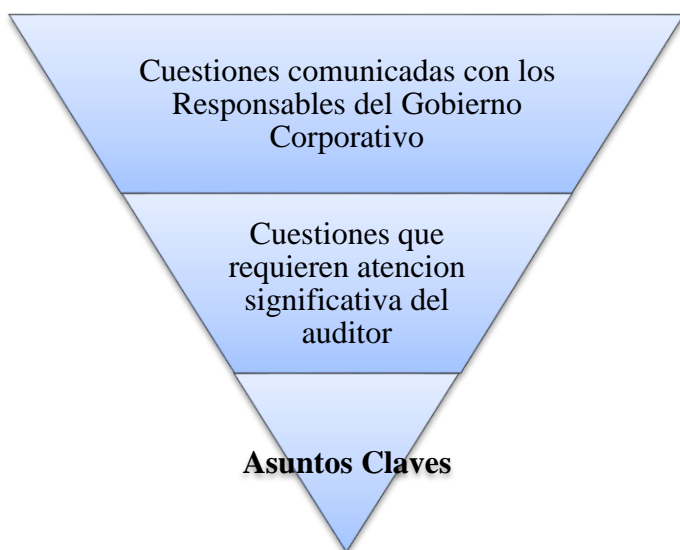 Cuestiones comunicadas con los
Responsables del Gobierno
Corporativo
Cuestiones que
requieren atencion
significativa del
auditor
Asuntos Claves